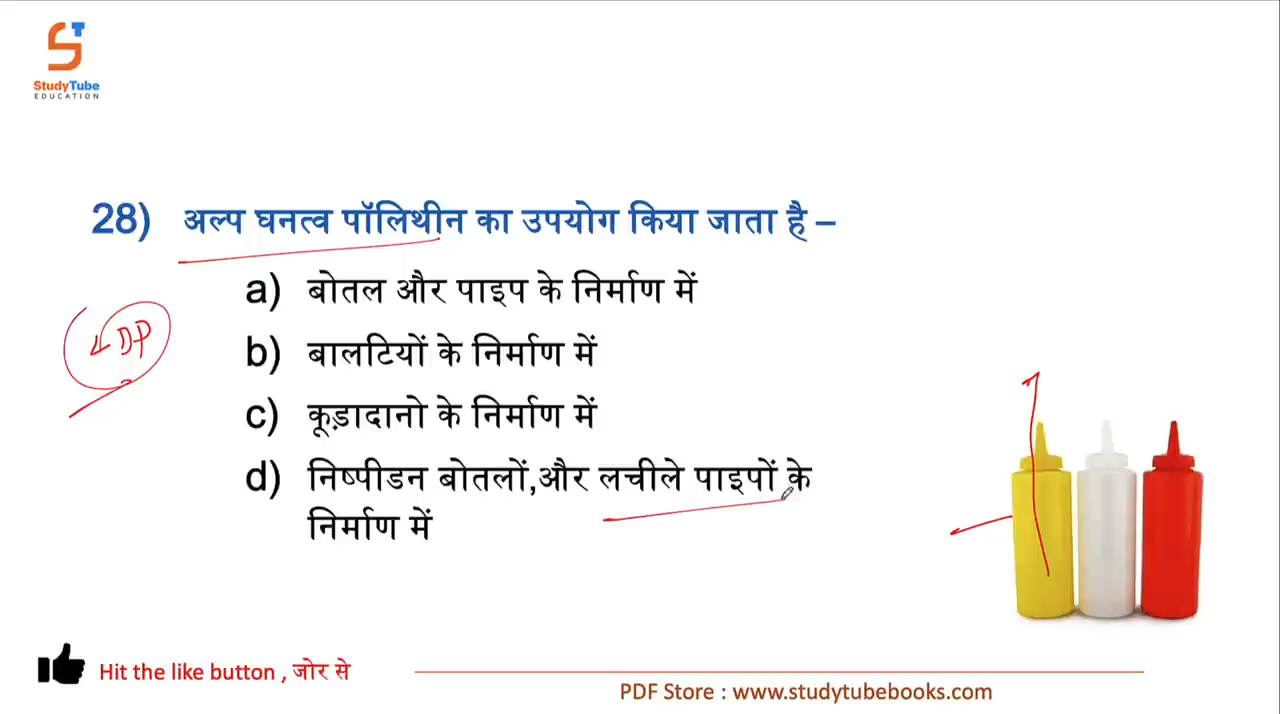 StudyTube
EDUCATION
28) अल्प घनत्व पॉलिथीन का उपयोग किया जाता है –
a) बोतल और पाइप के निर्माण में
LDP
b) बालटियों के निर्माण में
c) कूड़ादानो के निर्माण में
d) निष्पीडन बोतलों,और लचीले पाइपों के
निर्माण में
Hit the like button , जोर से
PDF Store : www.studytubebooks.com